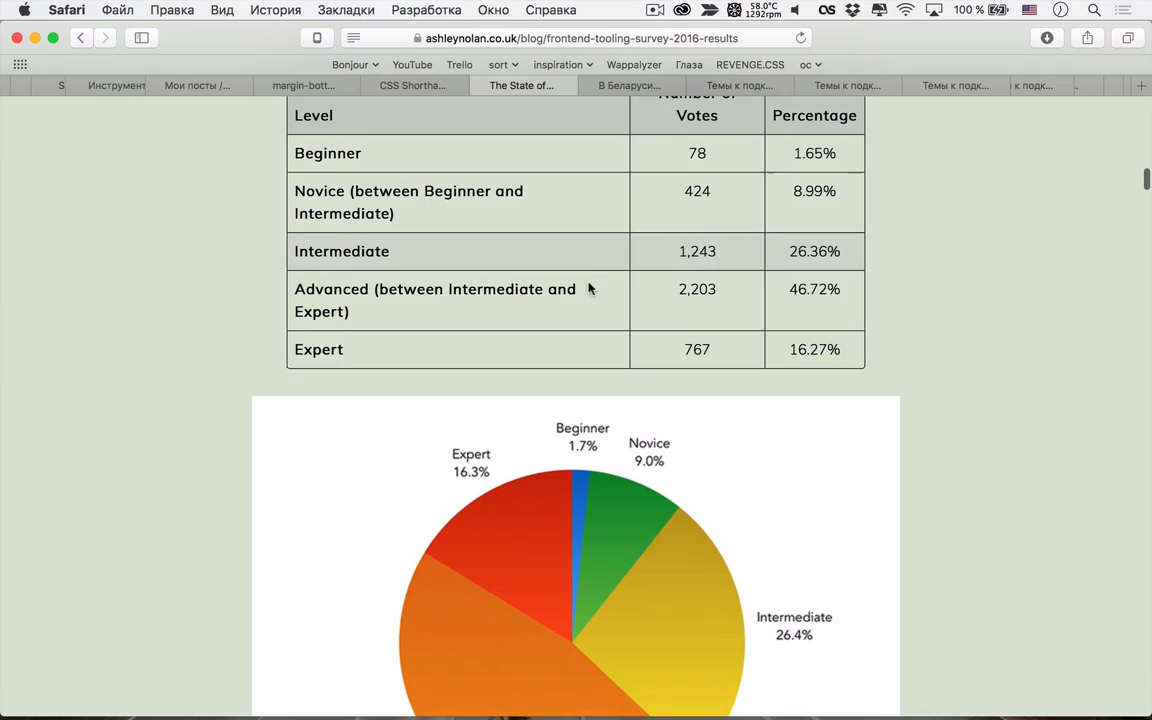 Safari Файл Правка Вид История Закладки Разработка Окно Справка 58.0°C 1292rpm 100 %
ashleynolan.co.uk/blog/frontend-tooling-survey-2016-results
Bonjour YouTube Trello sort inspiration Wappalyzer Глаза REVENGE.CSS ос
S Инструмент Мои посты /... margin-bott... CSS Shortha... The State of... В Беларуси... Темы к подк... Темы к подк... Темы к подк... к подк...
Level Votes Percentage
Beginner 78 1.65%
Novice (between Beginner and
Intermediate) 424 8.99%
Intermediate 1,243 26.36%
Advanced (between Intermediate and
Expert) 2,203 46.72%
Expert 767 16.27%
Beginner
1.7%
Novice
9.0%
Expert
16.3%
Intermediate
26.4%